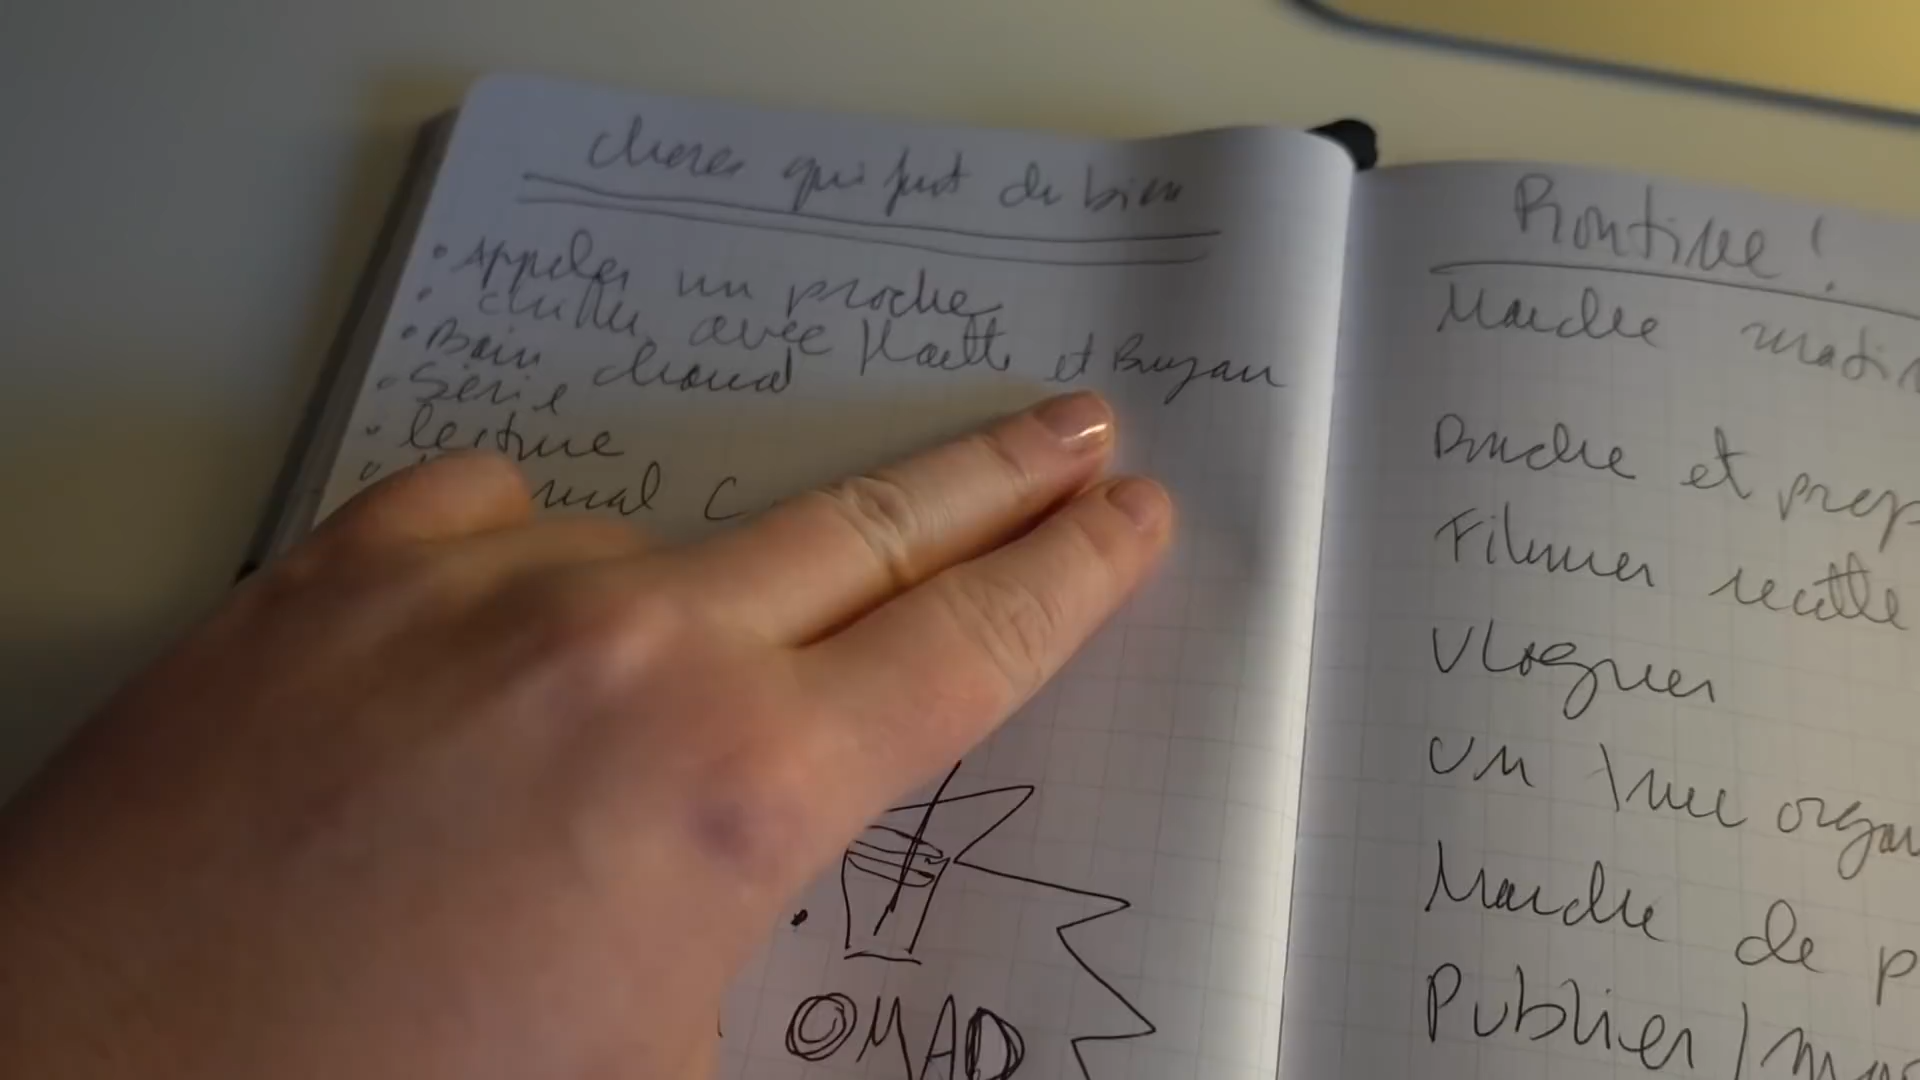 choses qui font du bien
• Appeler un proche
• chiller avec Maette et Bryan
• Bain chaud
• Série
• lecture
Routine !
Marche matin
Douche et prep
Filmer recette
Vloguer
un truc organ
Marche de p
Publier / 
OMAD